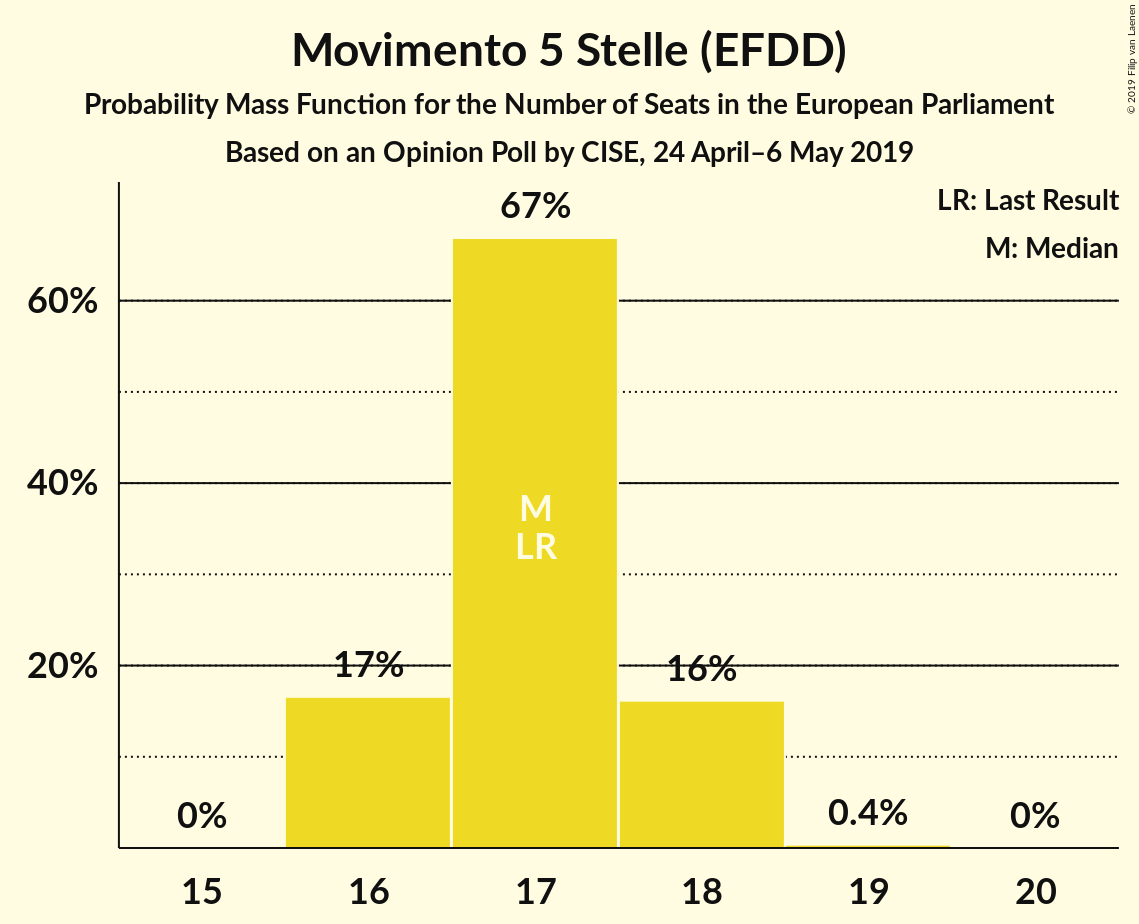 Movimento 5 Stelle (EFDD)
Probability Mass Function for the Number of Seats in the European Parliament
Based on an Opinion Poll by CISE, 24 April–6 May 2019
© 2019 Filip van Laenen
LR: Last Result
M: Median
67%
60%
40%
M
LR
20%
17%
16%
0%
0.4%
0%
15
16
17
18
19
20